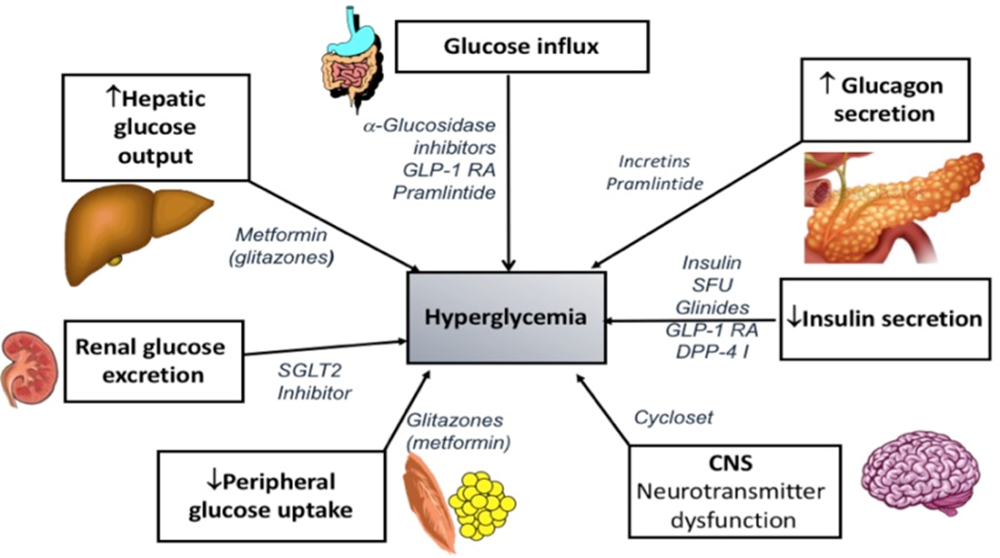 Glucose influx
↑Hepatic
glucose
output
↑ Glucagon
secretion
α-Glucosidase
inhibitors
GLP-1 RA
Pramlintide
Incretins
Pramlintide
Metformin
(glitazones)
Insulin
SFU
Glinides
GLP-1 RA
DPP-4 I
Hyperglycemia
↓Insulin secretion
Renal glucose
excretion
SGLT2
Inhibitor
Glitazones
(metformin)
Cycloset
↓Peripheral
glucose uptake
CNS
Neurotransmitter
dysfunction